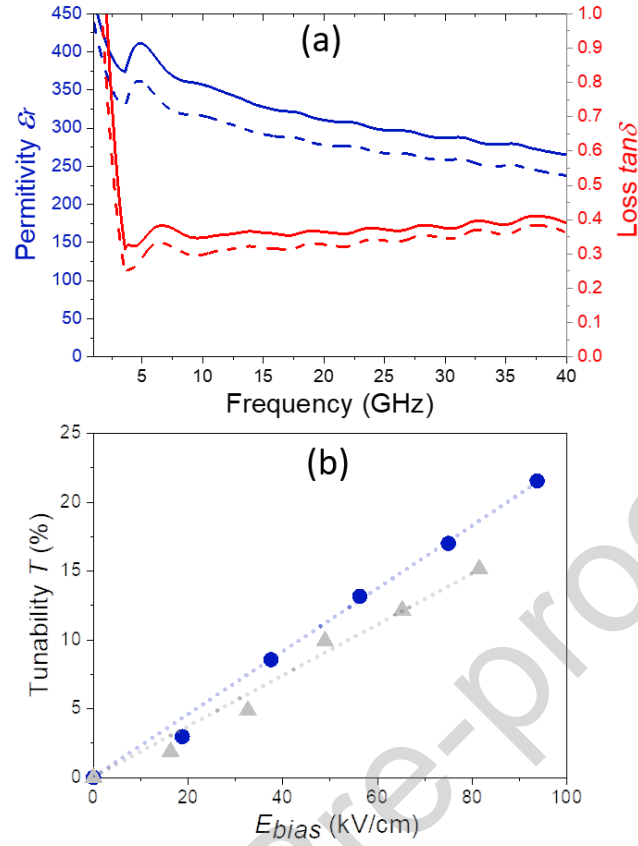 (a)
Permitivity εr
450
400
350
300
250
200
150
100
50
0
1.0
0.9
0.8
0.7
0.6
0.5
0.4
0.3
0.2
0.1
0.0
Loss tanδ
5 10 15 20 25 30 35 40
Frequency (GHz)
(b)
Tunability T (%)
25
20
15
10
5
0
0 20 40 60 80 100
Ebias (kV/cm)
re-proo